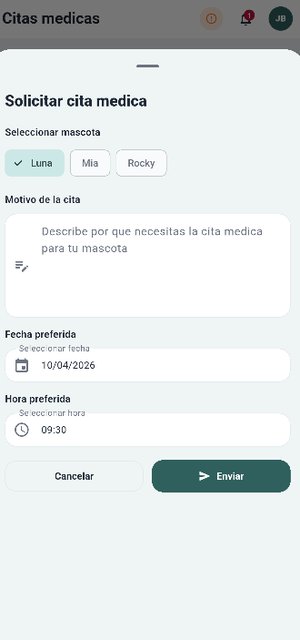 Citas medicas
1
JB
Solicitar cita medica
Seleccionar mascota
Luna
Mia
Rocky
Motivo de la cita
Describe por que necesitas la cita medica
para tu mascota
Fecha preferida
Seleccionar fecha
10/04/2026
Hora preferida
Seleccionar hora
09:30
Cancelar
Enviar